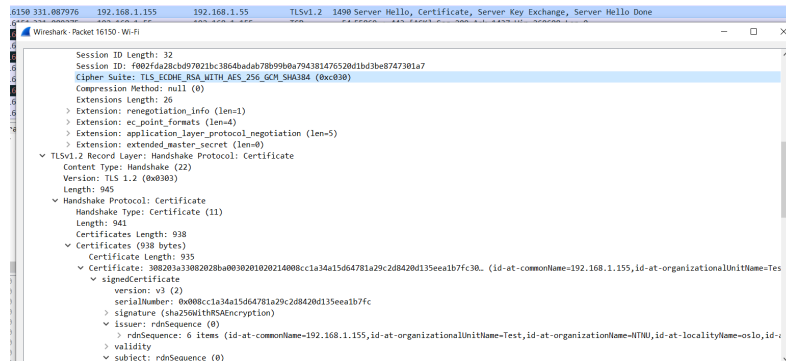 6150 331.087976 192.168.1.155 192.168.1.55 TLSv1.2 1490 Server Hello, Certificate, Server Key Exchange, Server Hello Done
Wireshark · Packet 16150 · Wi-Fi
Session ID Length: 32
Session ID: f002fda28cbd97021bc3864badab78b99b0a794381476520d1bd3be8747301a7
Cipher Suite: TLS_ECDHE_RSA_WITH_AES_256_GCM_SHA384 (0xc030)
Compression Method: null (0)
Extensions Length: 26
Extension: renegotiation_info (len=1)
Extension: ec_point_formats (len=4)
Extension: application_layer_protocol_negotiation (len=5)
Extension: extended_master_secret (len=0)
TLSv1.2 Record Layer: Handshake Protocol: Certificate
Content Type: Handshake (22)
Version: TLS 1.2 (0x0303)
Length: 945
Handshake Protocol: Certificate
Handshake Type: Certificate (11)
Length: 941
Certificates Length: 938
Certificates (938 bytes)
Certificate Length: 935
Certificate: 308203a33082028ba0030201020214008cc1a34a15d64781a29c2d8420d135eea1b7fc30… (id-at-commonName=192.168.1.155,id-at-organizationalUnitName=Tes
signedCertificate
version: v3 (2)
serialNumber: 0x008cc1a34a15d64781a29c2d8420d135eea1b7fc
signature (sha256WithRSAEncryption)
issuer: rdnSequence (0)
rdnSequence: 6 items (id-at-commonName=192.168.1.155,id-at-organizationalUnitName=Test,id-at-organizationName=NTNU,id-at-localityName=oslo,id-a
validity
subject: rdnSequence (0)